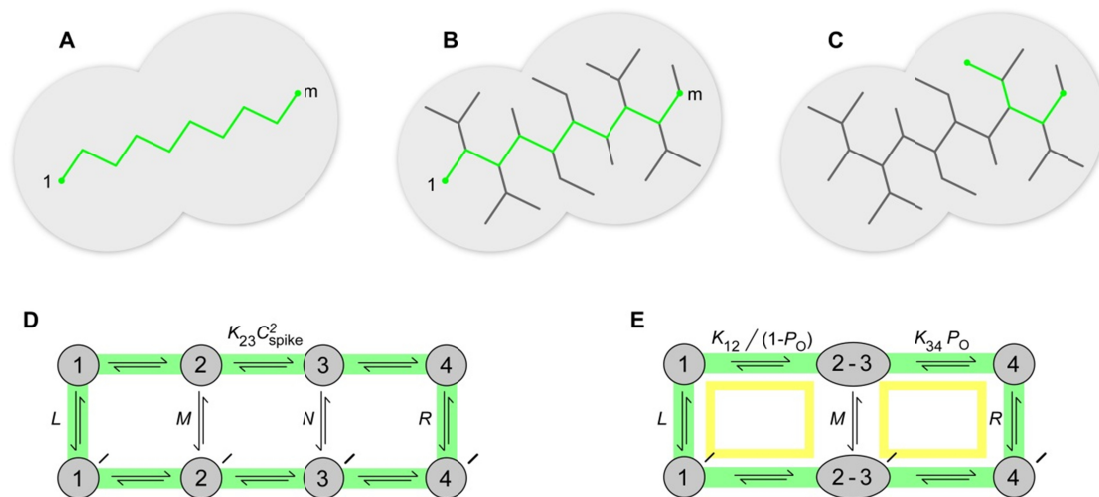 A
B
C
m
m
1
1
D
E
K23C²spike
K12 / (1-PO)
K34 PO
1
2
3
4
1
2-3
4
L
M
N
R
L
M
R
1′
2′
3′
4′
1′
2-3′
4′